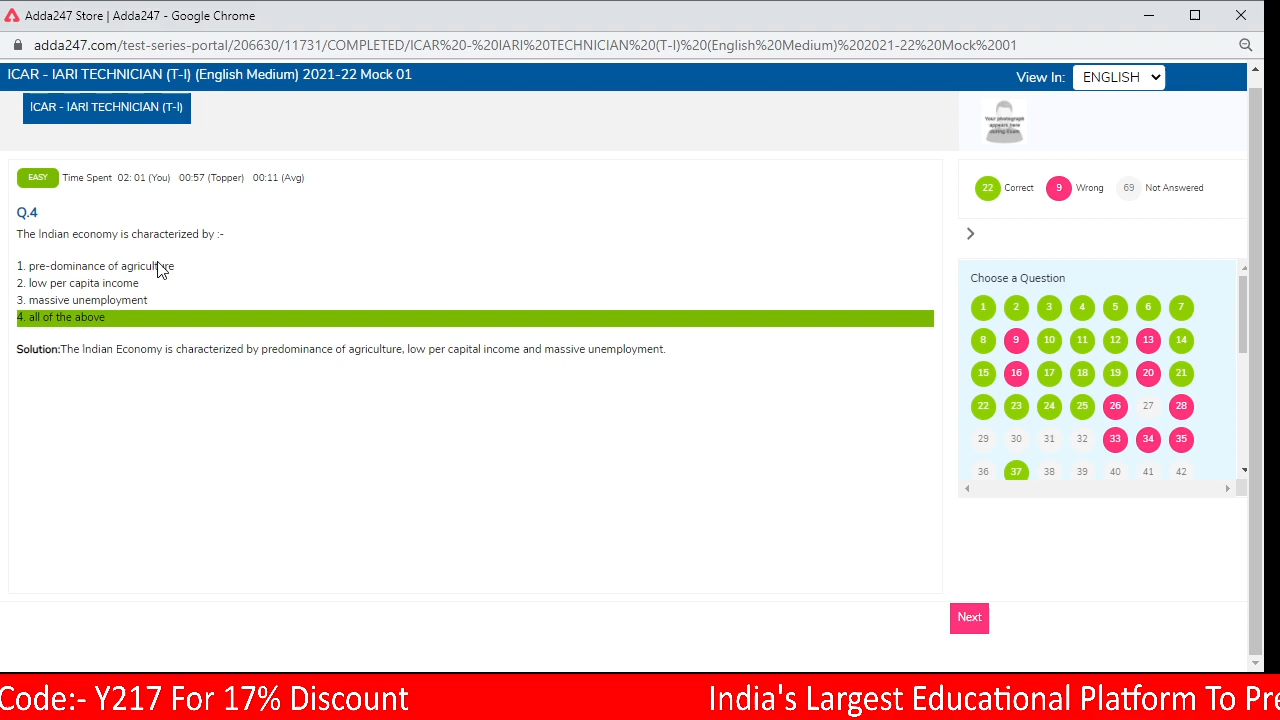 Adda247 Store | Adda247 - Google Chrome
adda247.com/test-series-portal/206630/11731/COMPLETED/ICAR%20-%20IARI%20TECHNICIAN%20(T-I)%20(English%20Medium)%202021-22%20Mock%2001
ICAR - IARI TECHNICIAN (T-I) (English Medium) 2021-22 Mock 01
View In: ENGLISH
ICAR - IARI TECHNICIAN (T-I)
Your photograph
appears here
during Exam
EASY Time Spent 02: 01 (You) 00:57 (Topper) 00:11 (Avg)
22 Correct 9 Wrong 69 Not Answered
Q.4
The Indian economy is characterized by :-
1. pre-dominance of agriculture
2. low per capita income
3. massive unemployment
4. all of the above
Solution:The Indian Economy is characterized by predominance of agriculture, low per capital income and massive unemployment.
Choose a Question
1 2 3 4 5 6 7
8 9 10 11 12 13 14
15 16 17 18 19 20 21
22 23 24 25 26 27 28
29 30 31 32 33 34 35
36 37 38 39 40 41 42
Next
Code:- Y217 For 17% Discount India's Largest Educational Platform To Pre